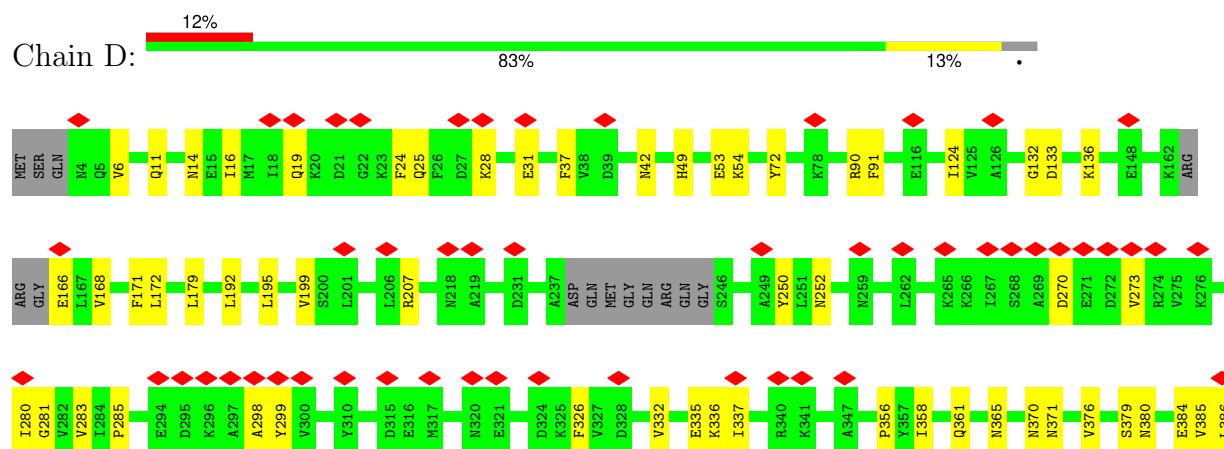 12%
Chain D:
83% 13% •
MET SER GLN N4 Q5 V6 Q11 N14 E15 I16 M17 I18 Q19 K20 D21 G22 K23 F24 Q25 F26 D27 K28 E31 F37 V38 D39 N42 H49 E53 K54 Y72 K78 R90 F91 E116 I124 V125 A126 G132 D133 K136 E148 K162 ARG
ARG GLY E166 L167 V168 F171 L172 L179 L192 L195 V199 S200 L201 L206 R207 N218 A219 D231 A237 ASP GLN MET GLY GLN ARG GLN GLY S246 A249 Y250 L251 N252 N259 L262 K265 K266 I267 S268 A269 D270 E271 D272 V273 R274 V275 K276
I280 G281 V282 V283 I284 P285 E294 D295 K296 A297 A298 Y299 V300 Y310 D315 E316 M317 N320 E321 D324 K325 F326 V327 D328 V332 E335 K336 I337 R340 K341 A347 P356 Y357 I358 Q361 N365 N370 N371 V376 S379 N380 E384 V385